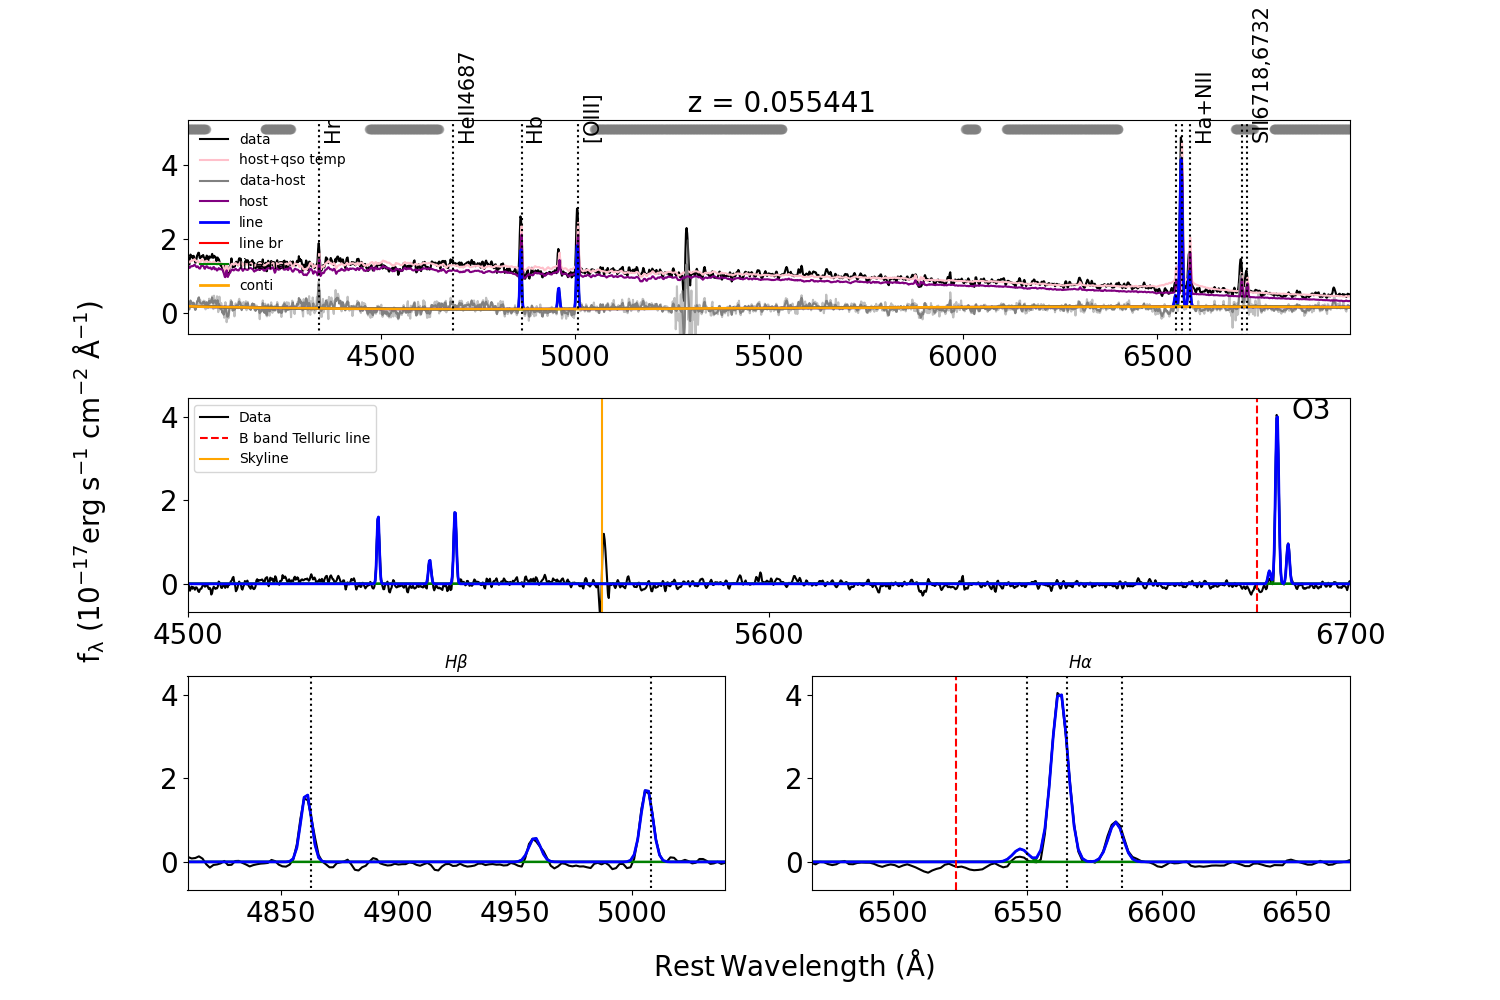 z = 0.055441
Hr
HeII4687
Hb
[OIII]
Ha+NII
SII6718,6732
data
host+qso temp
data-host
host
line
line br
conti
4
2
0
4500
5000
5500
6000
6500
Data
B band Telluric line
Skyline
O3
4
2
0
4500
5600
6700
fλ (10⁻¹⁷erg s⁻¹ cm⁻² Å⁻¹)
Hβ
4
2
0
4850
4900
4950
5000
Hα
4
2
0
6500
6550
6600
6650
Rest Wavelength (Å)